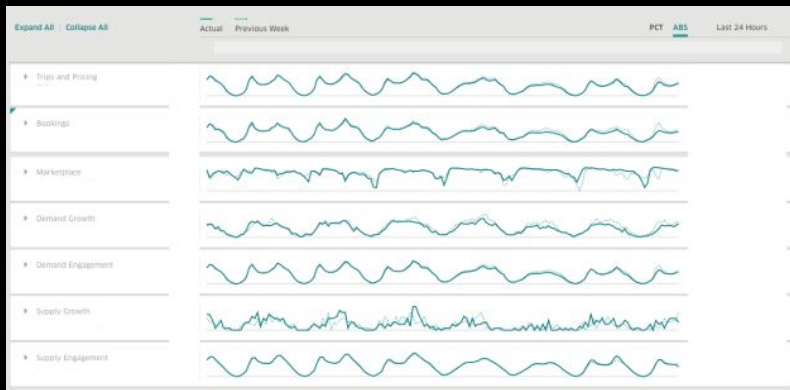 Expand All | Collapse All
Actual Previous Week
PCT ABS Last 24 Hours
Trips and Pricing
Bookings
Marketplace
Demand Growth
Demand Engagement
Supply Growth
Supply Engagement